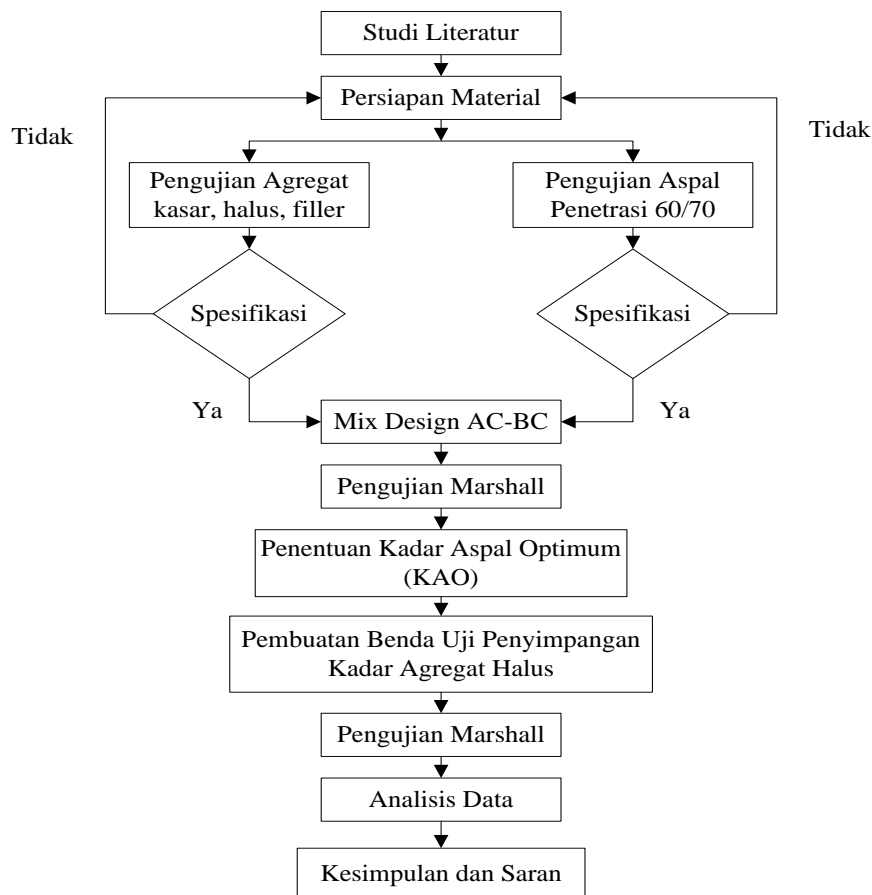 Studi Literatur
Persiapan Material
Tidak
Tidak
Pengujian Agregat
kasar, halus, filler
Pengujian Aspal
Penetrasi 60/70
Spesifikasi
Spesifikasi
Ya
Ya
Mix Design AC-BC
Pengujian Marshall
Penentuan Kadar Aspal Optimum
(KAO)
Pembuatan Benda Uji Penyimpangan
Kadar Agregat Halus
Pengujian Marshall
Analisis Data
Kesimpulan dan Saran